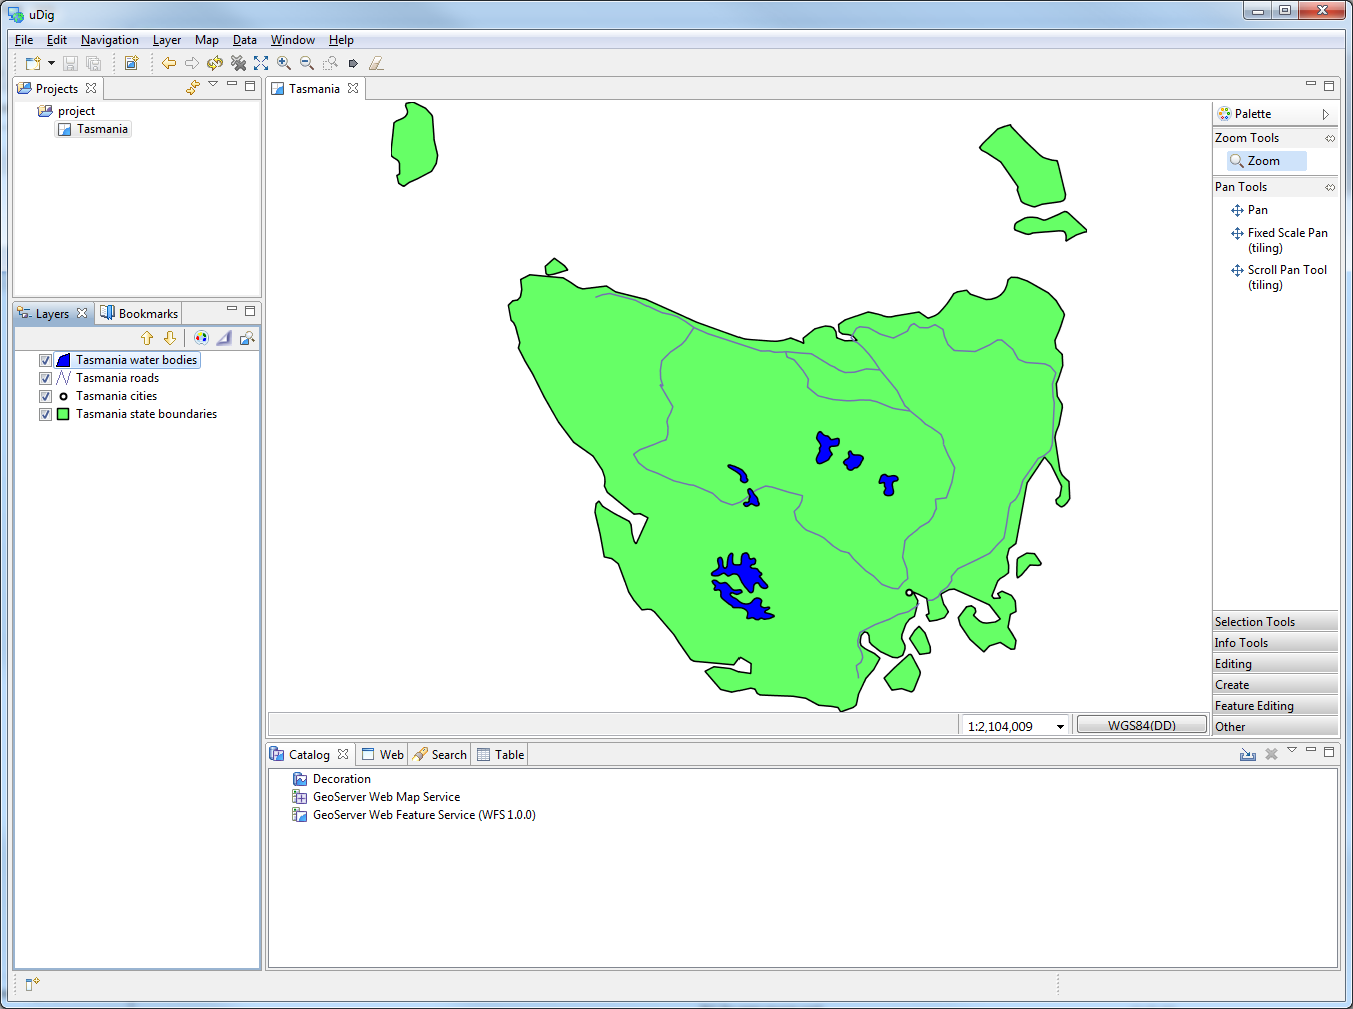 uDig
File Edit Navigation Layer Map Data Window Help
Projects
project
Tasmania
Layers
Bookmarks
Tasmania water bodies
Tasmania roads
Tasmania cities
Tasmania state boundaries
Tasmania
1:2,104,009
WGS84(DD)
Palette
Zoom Tools
Zoom
Pan Tools
Pan
Fixed Scale Pan
(tiling)
Scroll Pan Tool
(tiling)
Selection Tools
Info Tools
Editing
Create
Feature Editing
Other
Catalog
Web
Search
Table
Decoration
GeoServer Web Map Service
GeoServer Web Feature Service (WFS 1.0.0)